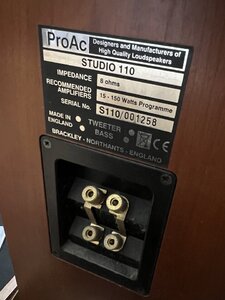 ProAc
Designers and Manufacturers of
High Quality Loudspeakers
STUDIO 110
IMPEDANCE 8 ohms
RECOMMENDED
AMPLIFIERS 15 - 150 Watts Programme
SERIAL No. S110/001258
MADE IN
ENGLAND
TWEETER
BASS
BRACKLEY - NORTHANTS - ENGLAND